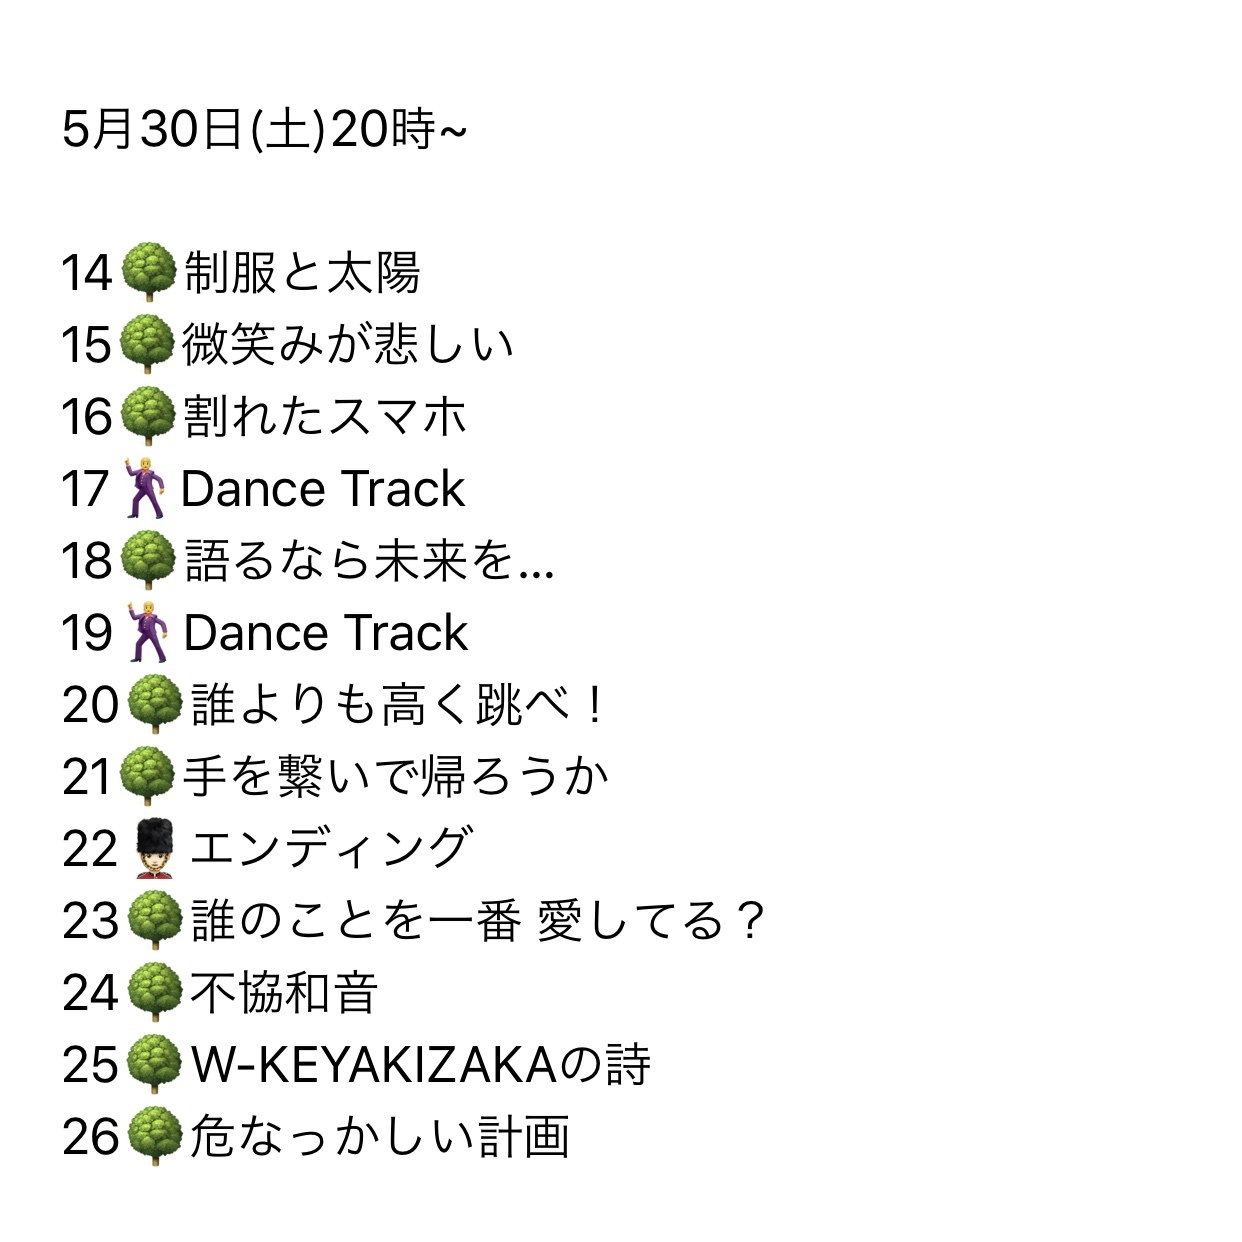 5月30日(土)20時~
14🌳制服と太陽
15🌳微笑みが悲しい
16🌳割れたスマホ
17🕺Dance Track
18🌳語るなら未来を…
19🕺Dance Track
20🌳誰よりも高く跳べ！
21🌳手を繋いで帰ろうか
22💂🏻エンディング
23🌳誰のことを一番 愛してる？
24🌳不協和音
25🌳W-KEYAKIZAKAの詩
26🌳危なっかしい計画